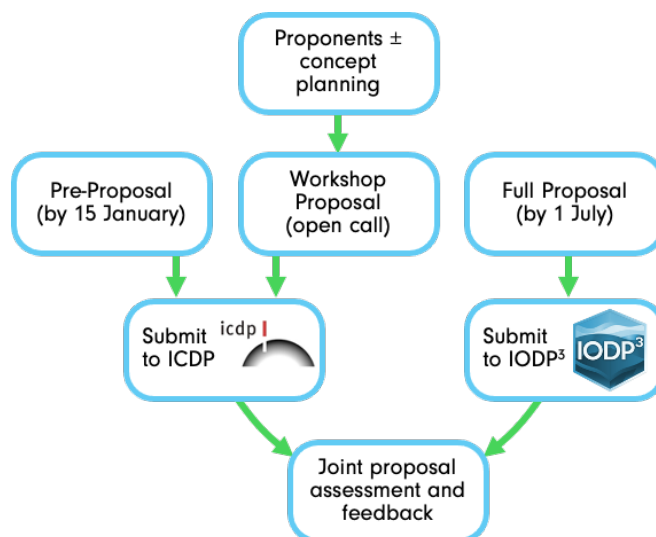 Proponents ±
concept
planning
Pre-Proposal
(by 15 January)
Workshop
Proposal
(open call)
Full Proposal
(by 1 July)
Submit
to ICDP
icdp
Submit
to IODP³
IODP³
Joint proposal
assessment and
feedback